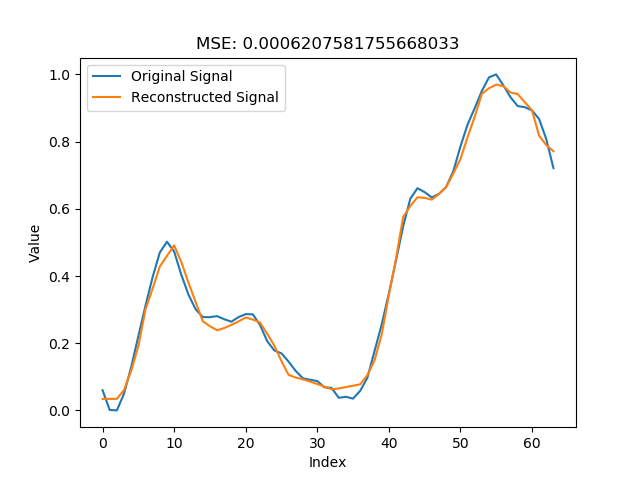 MSE: 0.0006207581755668033
Original Signal
Reconstructed Signal
1.0
0.8
0.6
0.4
0.2
0.0
Value
0 10 20 30 40 50 60
Index